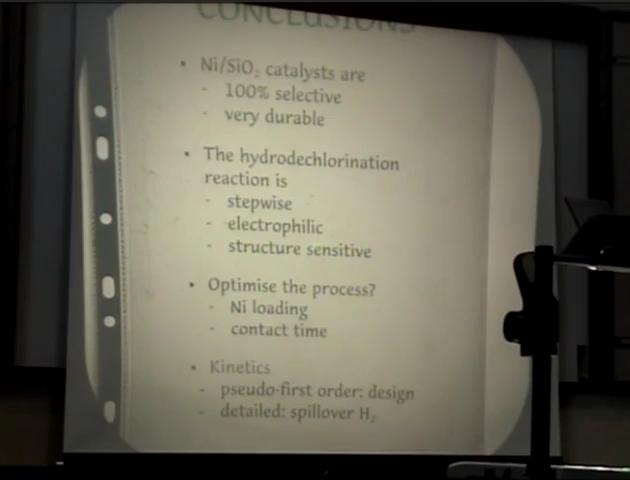 CONCLUSIONS
• Ni/SiO₂ catalysts are
- 100% selective
- very durable
• The hydrodechlorination
reaction is
- stepwise
- electrophilic
- structure sensitive
• Optimise the process?
- Ni loading
- contact time
• Kinetics
- pseudo-first order: design
- detailed: spillover H₂